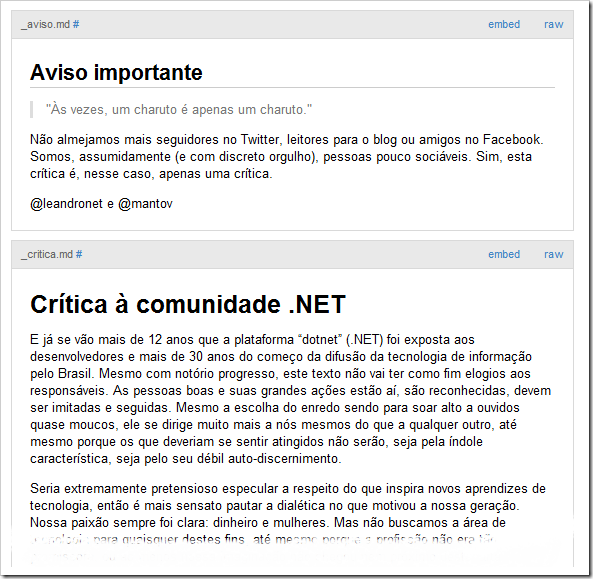 _aviso.md # embed raw
Aviso importante
"Às vezes, um charuto é apenas um charuto."
Não almejamos mais seguidores no Twitter, leitores para o blog ou amigos no Facebook.
Somos, assumidamente (e com discreto orgulho), pessoas pouco sociáveis. Sim, esta
crítica é, nesse caso, apenas uma crítica.
@leandronet e @mantov
_critica.md # embed raw
Crítica à comunidade .NET
E já se vão mais de 12 anos que a plataforma “dotnet” (.NET) foi exposta aos
desenvolvedores e mais de 30 anos do começo da difusão da tecnologia de informação
pelo Brasil. Mesmo com notório progresso, este texto não vai ter como fim elogios aos
responsáveis. As pessoas boas e suas grandes ações estão aí, são reconhecidas, devem
ser imitadas e seguidas. Mesmo a escolha do enredo sendo para soar alto a ouvidos
quase moucos, ele se dirige muito mais a nós mesmos do que a qualquer outro, até
mesmo porque os que deveriam se sentir atingidos não serão, seja pela índole
característica, seja pelo seu débil auto-discernimento.
Seria extremamente pretensioso especular a respeito do que inspira novos aprendizes de
tecnologia, então é mais sensato pautar a dialética no que motivou a nossa geração.
Nossa paixão sempre foi clara: dinheiro e mulheres. Mas não buscamos a área de
para quaisquer destes fins, até mesmo porque a profissão não era tão